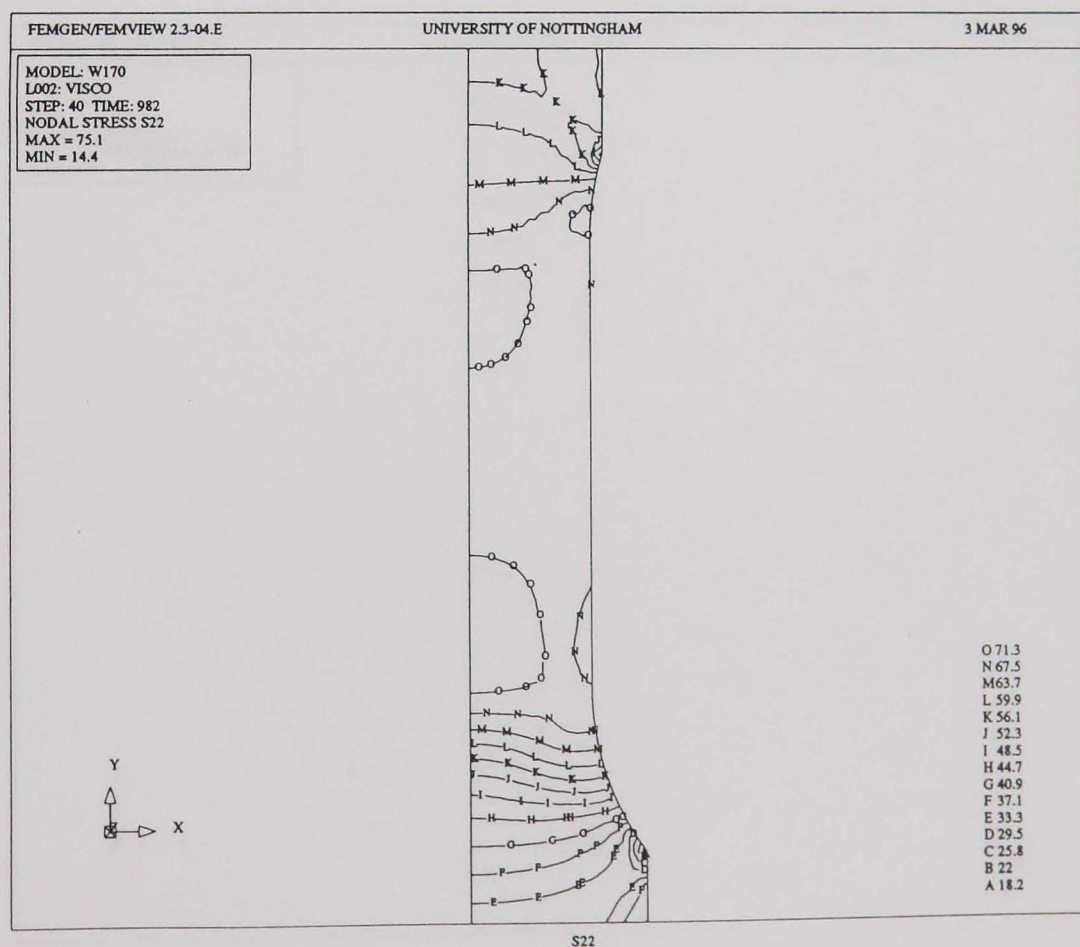 FEMGEN/FEMVIEW 2.3-04.E UNIVERSITY OF NOTTINGHAM 3 MAR 96
MODEL: W170
L002: VISCO
STEP: 40 TIME: 982
NODAL STRESS S22
MAX = 75.1
MIN = 14.4
K
K K K
K
K
L L L K
L
M M M M
N
N N N
O
O
O O
O
N
O
O
O
O
O O O
O O
O
O
N
O
N
O
O O
N
N N N N
M M M M M
L L L L L
K K K K
J J J J
I I I I
H H H H H
G G G
F F F F
E E E E
O 71.3
N 67.5
M63.7
L 59.9
K 56.1
J 52.3
I 48.5
H 44.7
G 40.9
F 37.1
E 33.3
D 29.5
C 25.8
B 22
A 18.2
Y
X
S22